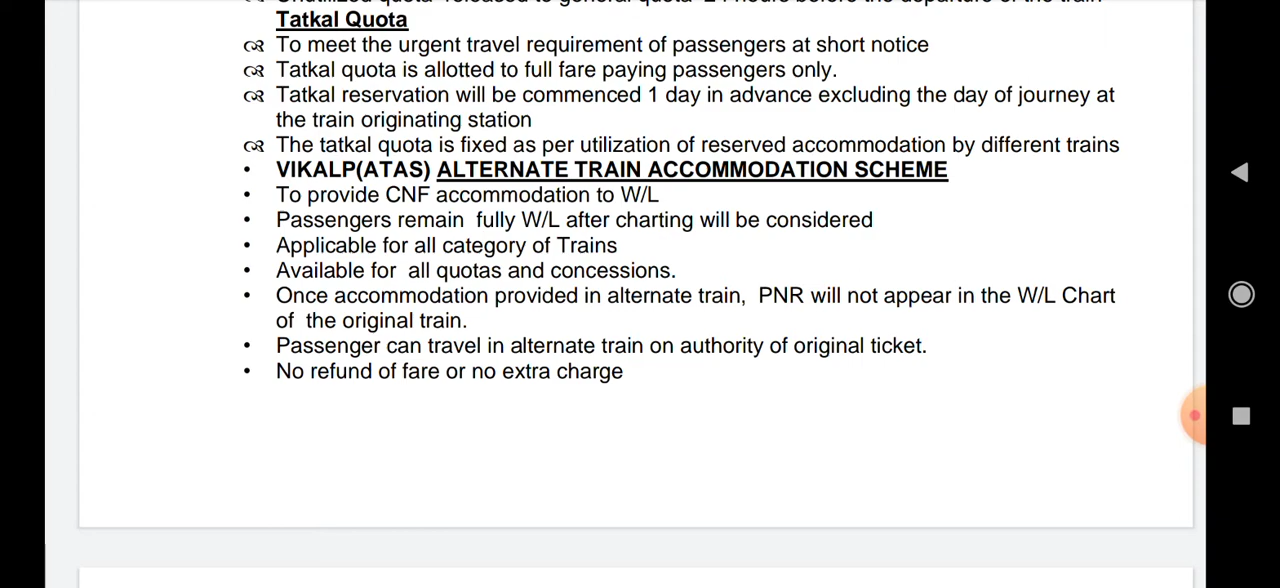 Tatkal Quota
To meet the urgent travel requirement of passengers at short notice
Tatkal quota is allotted to full fare paying passengers only.
Tatkal reservation will be commenced 1 day in advance excluding the day of journey at
the train originating station
The tatkal quota is fixed as per utilization of reserved accommodation by different trains
• VIKALP(ATAS) ALTERNATE TRAIN ACCOMMODATION SCHEME
• To provide CNF accommodation to W/L
• Passengers remain fully W/L after charting will be considered
• Applicable for all category of Trains
• Available for all quotas and concessions.
• Once accommodation provided in alternate train, PNR will not appear in the W/L Chart
of the original train.
• Passenger can travel in alternate train on authority of original ticket.
• No refund of fare or no extra charge